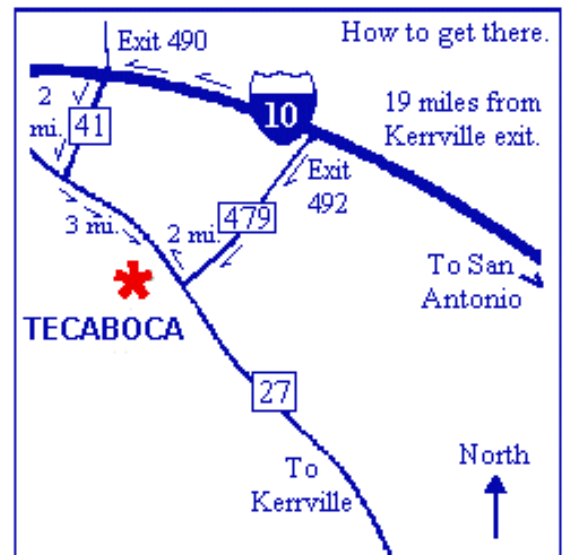 How to get there.
Exit 490
10
19 miles from
Kerrville exit.
2
mi.
41
Exit
492
3 mi.
2 mi.
479
To San
Antonio
TECABOCA
27
To
Kerrville
North